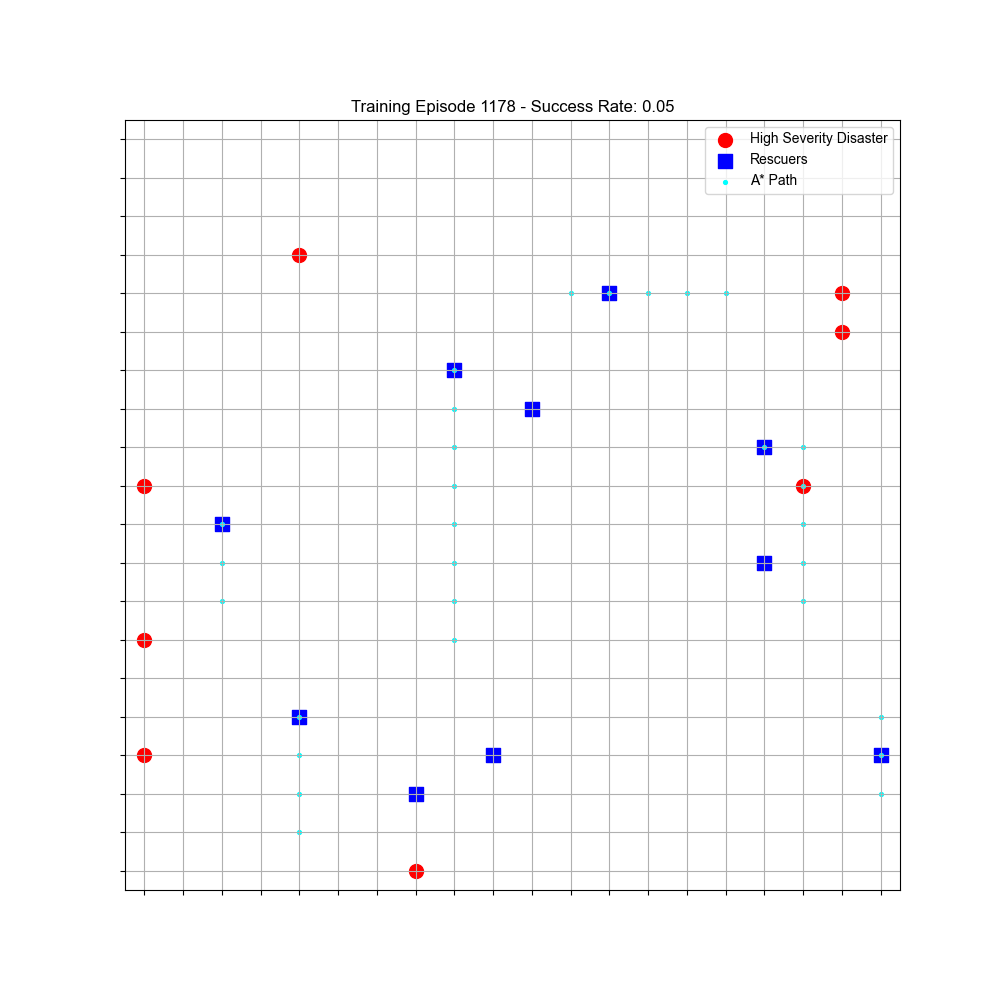 Training Episode 1178 - Success Rate: 0.05
High Severity Disaster
Rescuers
A* Path